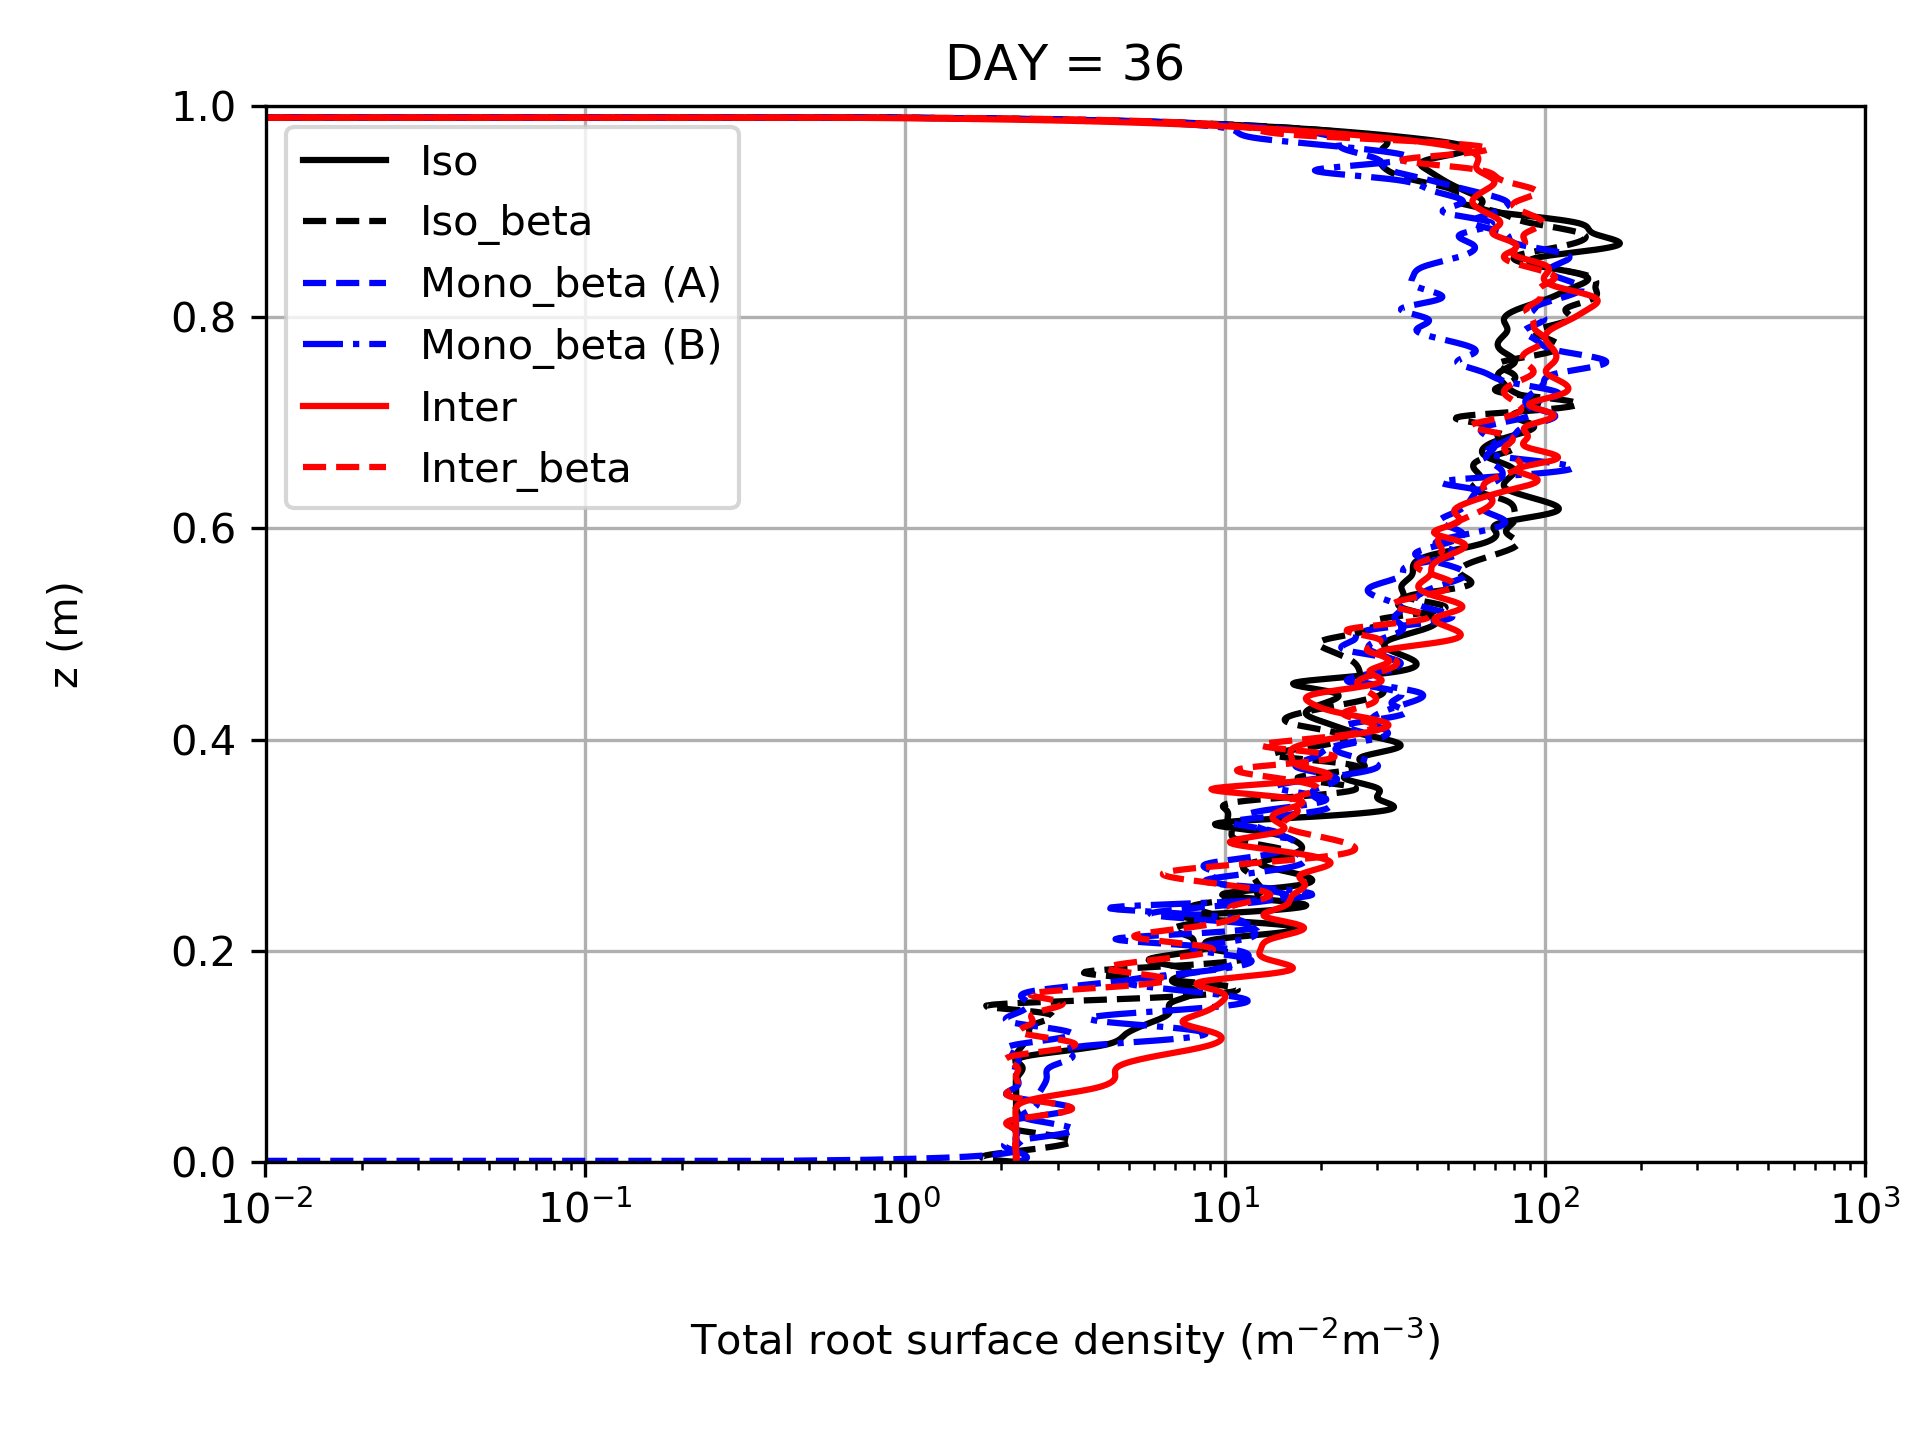 DAY = 36
1.0
0.8
0.6
0.4
0.2
0.0
z (m)
Iso
Iso_beta
Mono_beta (A)
Mono_beta (B)
Inter
Inter_beta
10⁻² 10⁻¹ 10⁰ 10¹ 10² 10³
Total root surface density (m⁻²m⁻³)